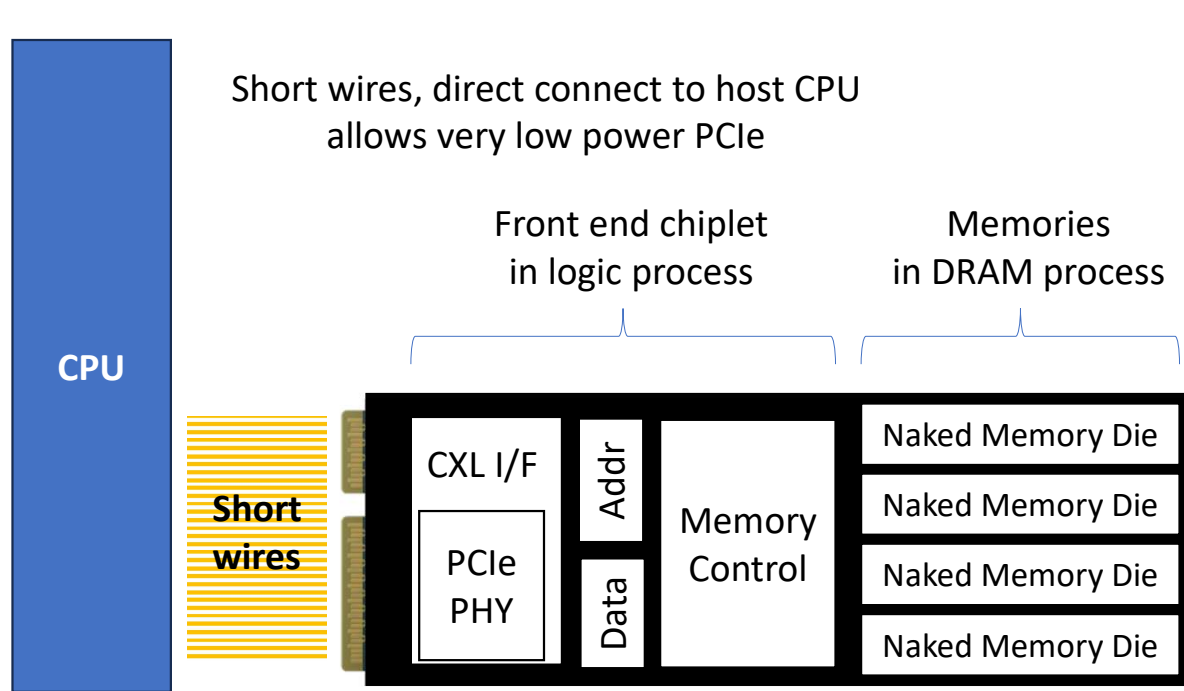 Short wires, direct connect to host CPU
allows very low power PCIe
Front end chiplet
in logic process
Memories
in DRAM process
CPU
Short
wires
CXL I/F
PCIe
PHY
Addr
Data
Memory
Control
Naked Memory Die
Naked Memory Die
Naked Memory Die
Naked Memory Die